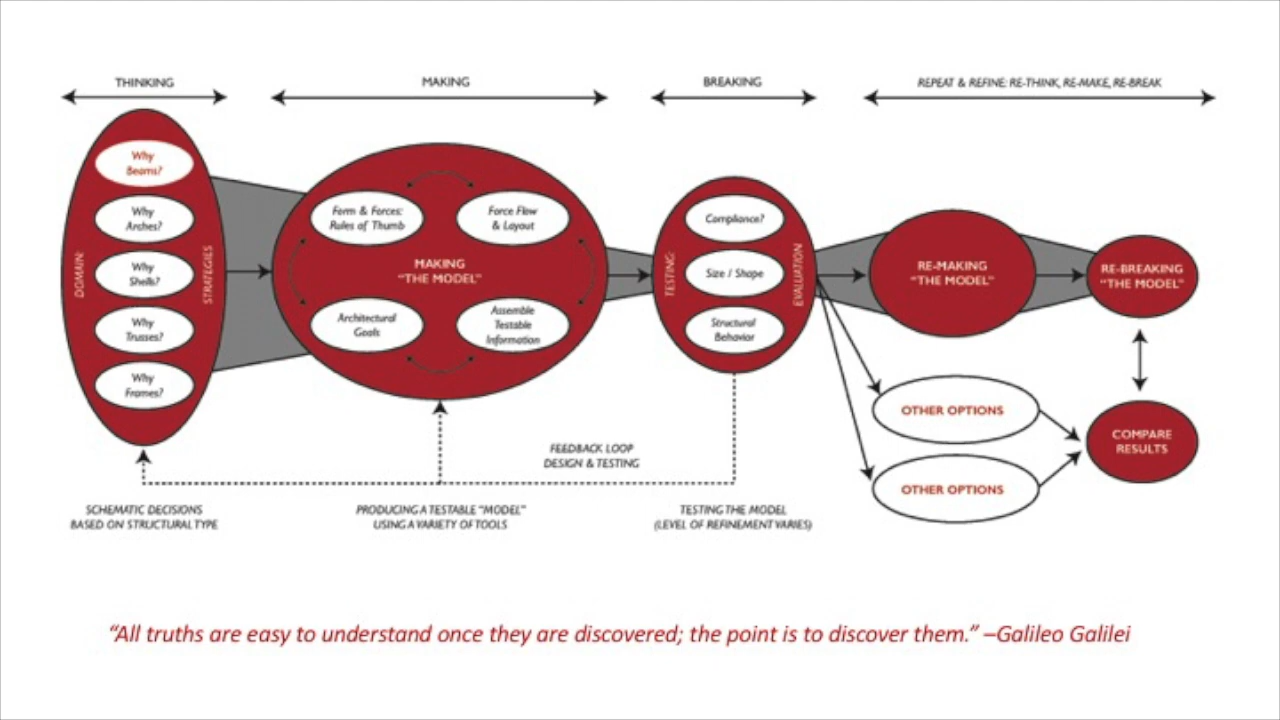 THINKING
MAKING
BREAKING
REPEAT & REFINE: RE-THINK, RE-MAKE, RE-BREAK
DOMAIN:
Why
Beams?
Why
Arches?
Why
Shells?
Why
Trusses?
Why
Frames?
STRATEGIES
Form & Forces:
Rules of Thumb
Force Flow
& Layout
MAKING
“THE MODEL”
Architectural
Goals
Assemble
Testable
Information
TESTING:
Compliance?
Size / Shape
Structural
Behavior
EVALUATION
RE-MAKING
“THE MODEL”
RE-BREAKING
“THE MODEL”
OTHER OPTIONS
OTHER OPTIONS
COMPARE
RESULTS
FEEDBACK LOOP
DESIGN & TESTING
SCHEMATIC DECISIONS
BASED ON STRUCTURAL TYPE
PRODUCING A TESTABLE “MODEL”
USING A VARIETY OF TOOLS
TESTING THE MODEL
(LEVEL OF REFINEMENT VARIES)
“All truths are easy to understand once they are discovered; the point is to discover them.” –Galileo Galilei